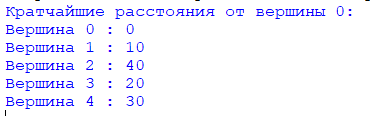 Кратчайшие расстояния от вершины 0:
Вершина 0 : 0
Вершина 1 : 10
Вершина 2 : 40
Вершина 3 : 20
Вершина 4 : 30